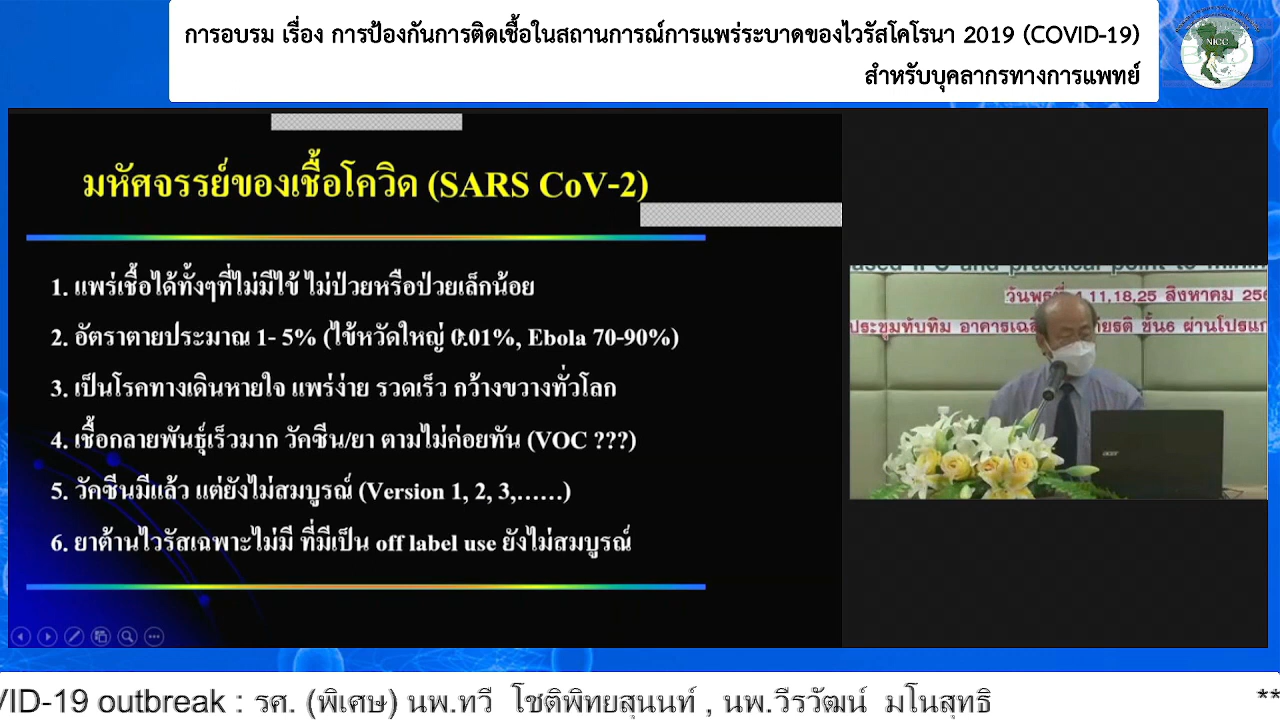 การอบรม เรื่อง การป้องกันการติดเชื้อในสถานการณ์การแพร่ระบาดของไวรัสโคโรนา 2019 (COVID-19)
สำหรับบุคลากรทางการแพทย์
NICC
มหัศจรรย์ของเชื้อโควิด (SARS CoV-2)
1. แพร่เชื้อได้ทั้งๆที่ไม่มีไข้ ไม่ป่วยหรือป่วยเล็กน้อย
2. อัตราตายประมาณ 1- 5% (ไข้หวัดใหญ่ 0.01%, Ebola 70-90%)
3. เป็นโรคทางเดินหายใจ แพร่ง่าย รวดเร็ว กว้างขวางทั่วโลก
4. เชื้อกลายพันธุ์เร็วมาก วัคซีน/ยา ตามไม่ค่อยทัน (VOC ???)
5. วัคซีนมีแล้ว แต่ยังไม่สมบูรณ์ (Version 1, 2, 3,......)
6. ยาต้านไวรัสเฉพาะไม่มี ที่มีเป็น off label use ยังไม่สมบูรณ์
and practical point to
วันพุธที่ 4,11,18,25 สิงหาคม
ประชุมทับทิม อาคาร ชั้น6 ผ่าน
acer
VID-19 outbreak : รศ. (พิเศษ) นพ.ทวี โชติพิทยสุนนท์ , นพ.วีรวัฒน์ มโนสุทธิ **